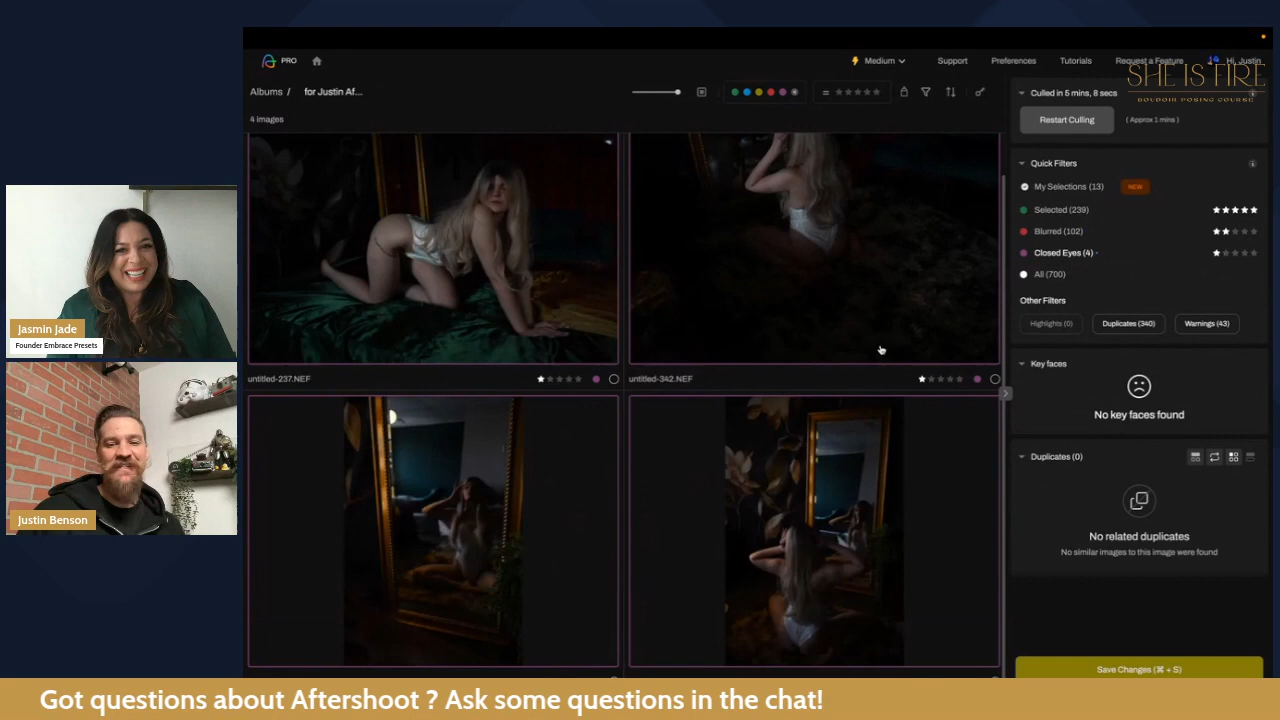 PRO
Medium
Support
Preferences
Tutorials
Request a Feature
Hi, Justin
SHE IS FIRE
BOUDOIR POSING COURSE
Albums / for Justin Af...
=
4 images
Culled in 5 mins, 8 secs
Restart Culling
( Approx 1 mins )
Quick Filters
My Selections (13)
NEW
Selected (239)
Blurred (102)
Closed Eyes (4)
All (700)
Other Filters
Highlights (0)
Duplicates (340)
Warnings (43)
Key faces
No key faces found
Duplicates (0)
No related duplicates
No similar images to this image were found
Save Changes (⌘ + S)
untitled-237.NEF
untitled-342.NEF
Jasmin Jade
Founder Embrace Presets
Justin Benson
Got questions about Aftershoot ? Ask some questions in the chat!